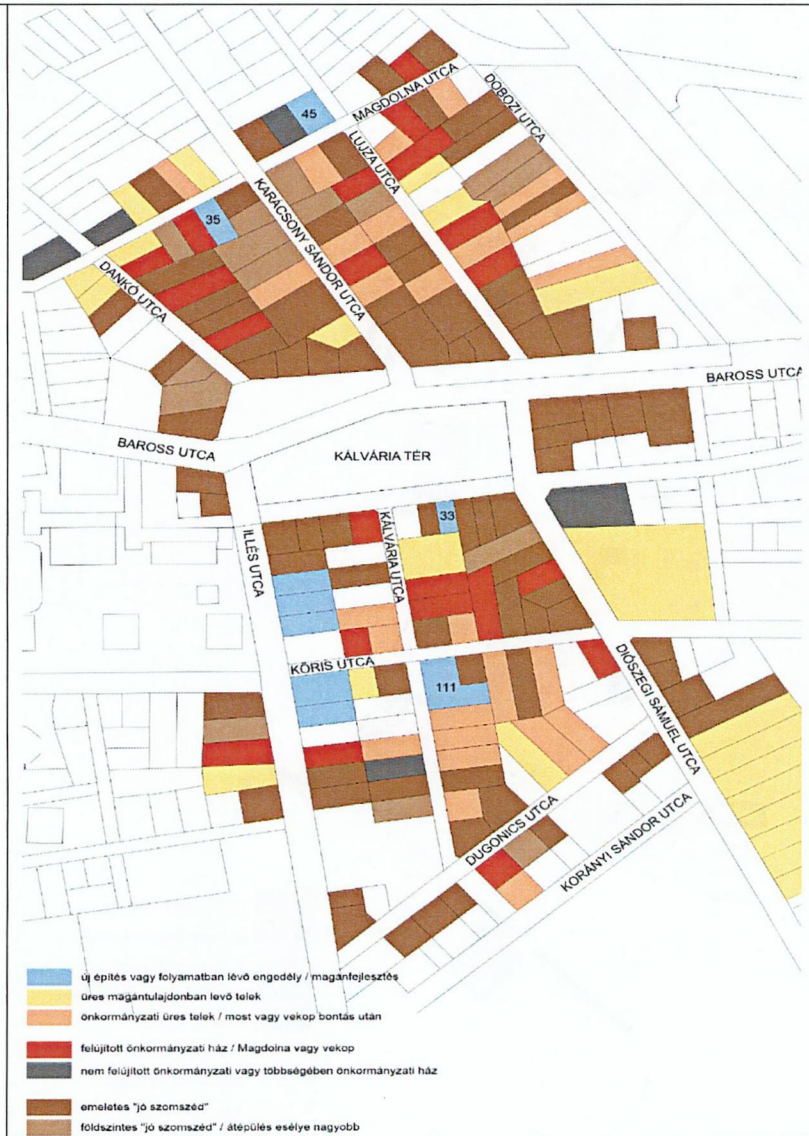 MAGDOLNA UTCA
DOBOZI UTCA
45
LUJZA UTCA
35
KARÁCSONY SÁNDOR UTCA
DANKÓ UTCA
BAROSS UTCA
BAROSS UTCA
KÁLVÁRIA TÉR
33
ILLÉS UTCA
KÁLVÁRIA UTCA
KŐRIS UTCA
111
DIÓSZEGI SÁMUEL UTCA
DUGONICS UTCA
KORÁNYI SÁNDOR UTCA
új építés vagy folyamatban lévő engedély / magánfejlesztés
üres magántulajdonban levő telek
önkormányzati üres telek / most vagy vekop bontás után
felújított önkormányzati ház / Magdolna vagy vekop
nem felújított önkormányzati vagy többségében önkormányzati ház
emeletes "jó szomszéd"
földszintes "jó szomszéd" / átépülés esélye nagyobb